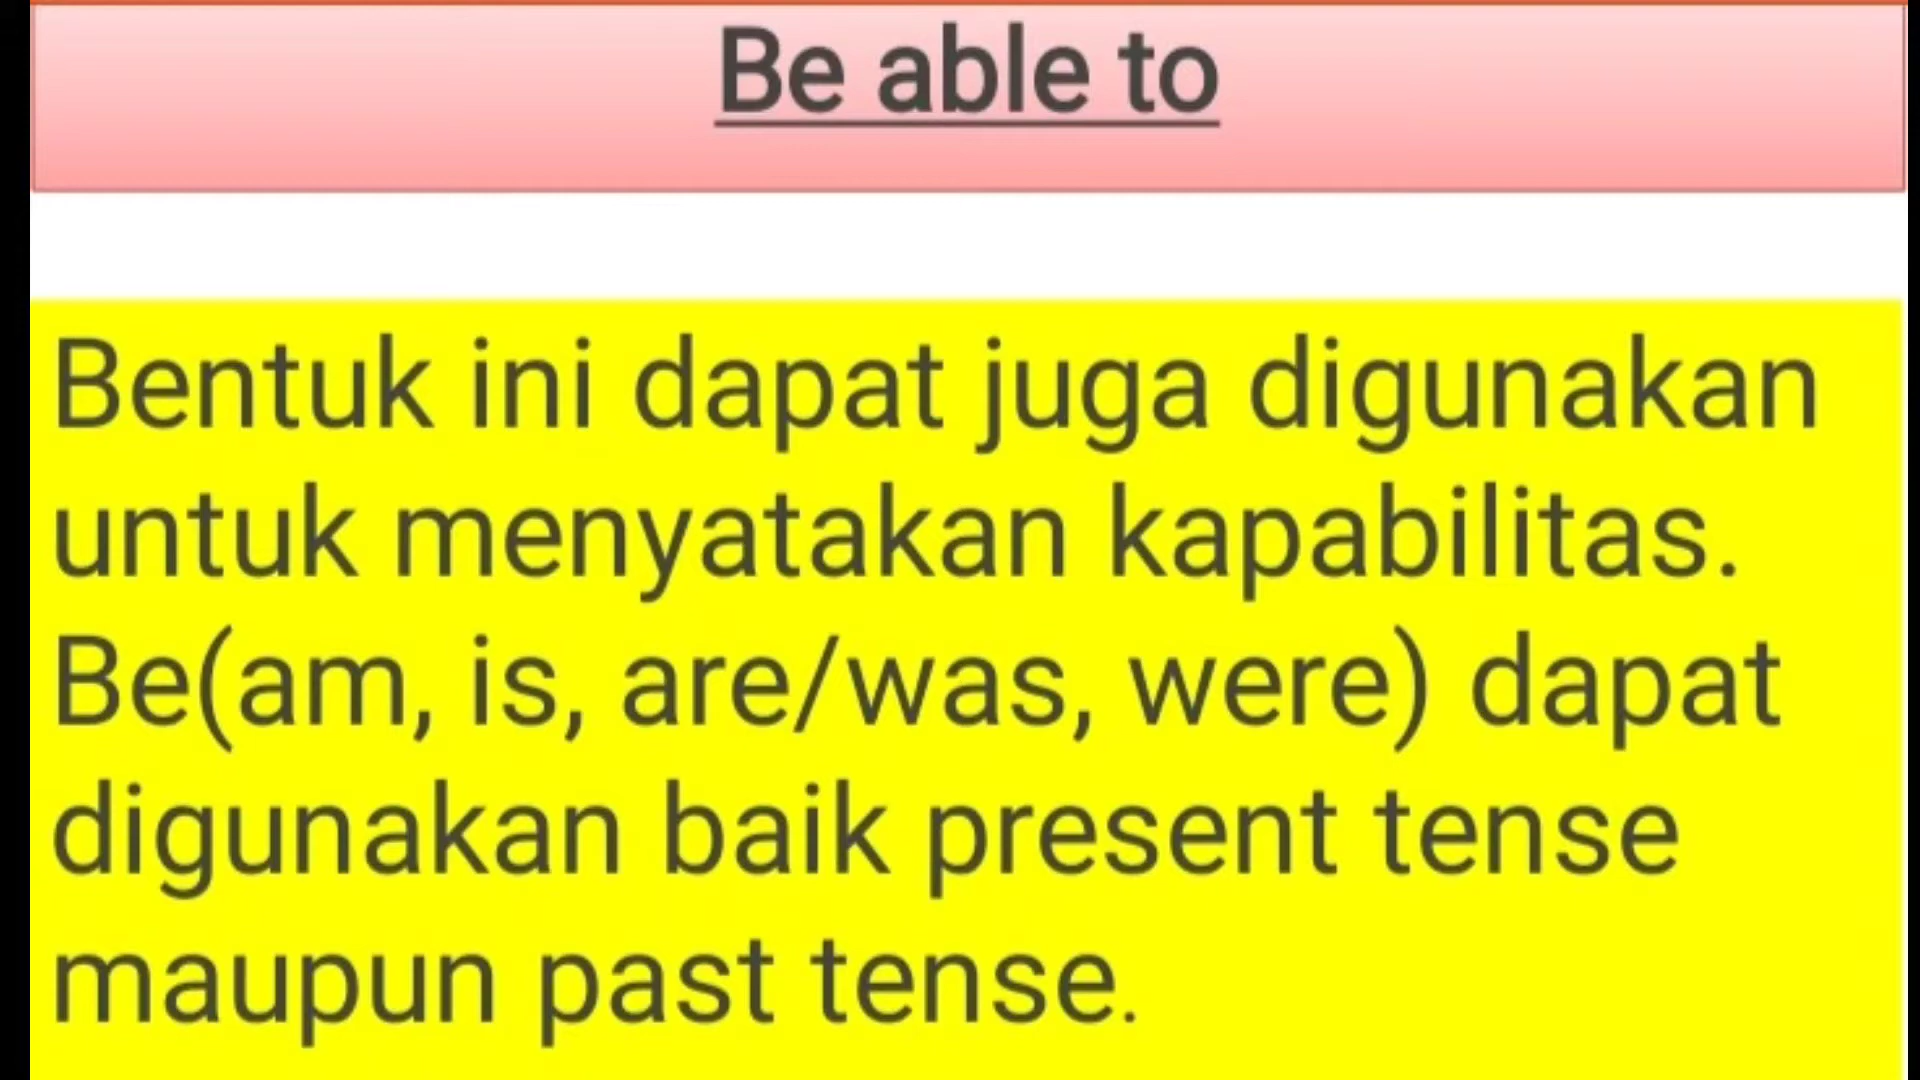 Be able to
Bentuk ini dapat juga digunakan
untuk menyatakan kapabilitas.
Be(am, is, are/was, were) dapat
digunakan baik present tense
maupun past tense.